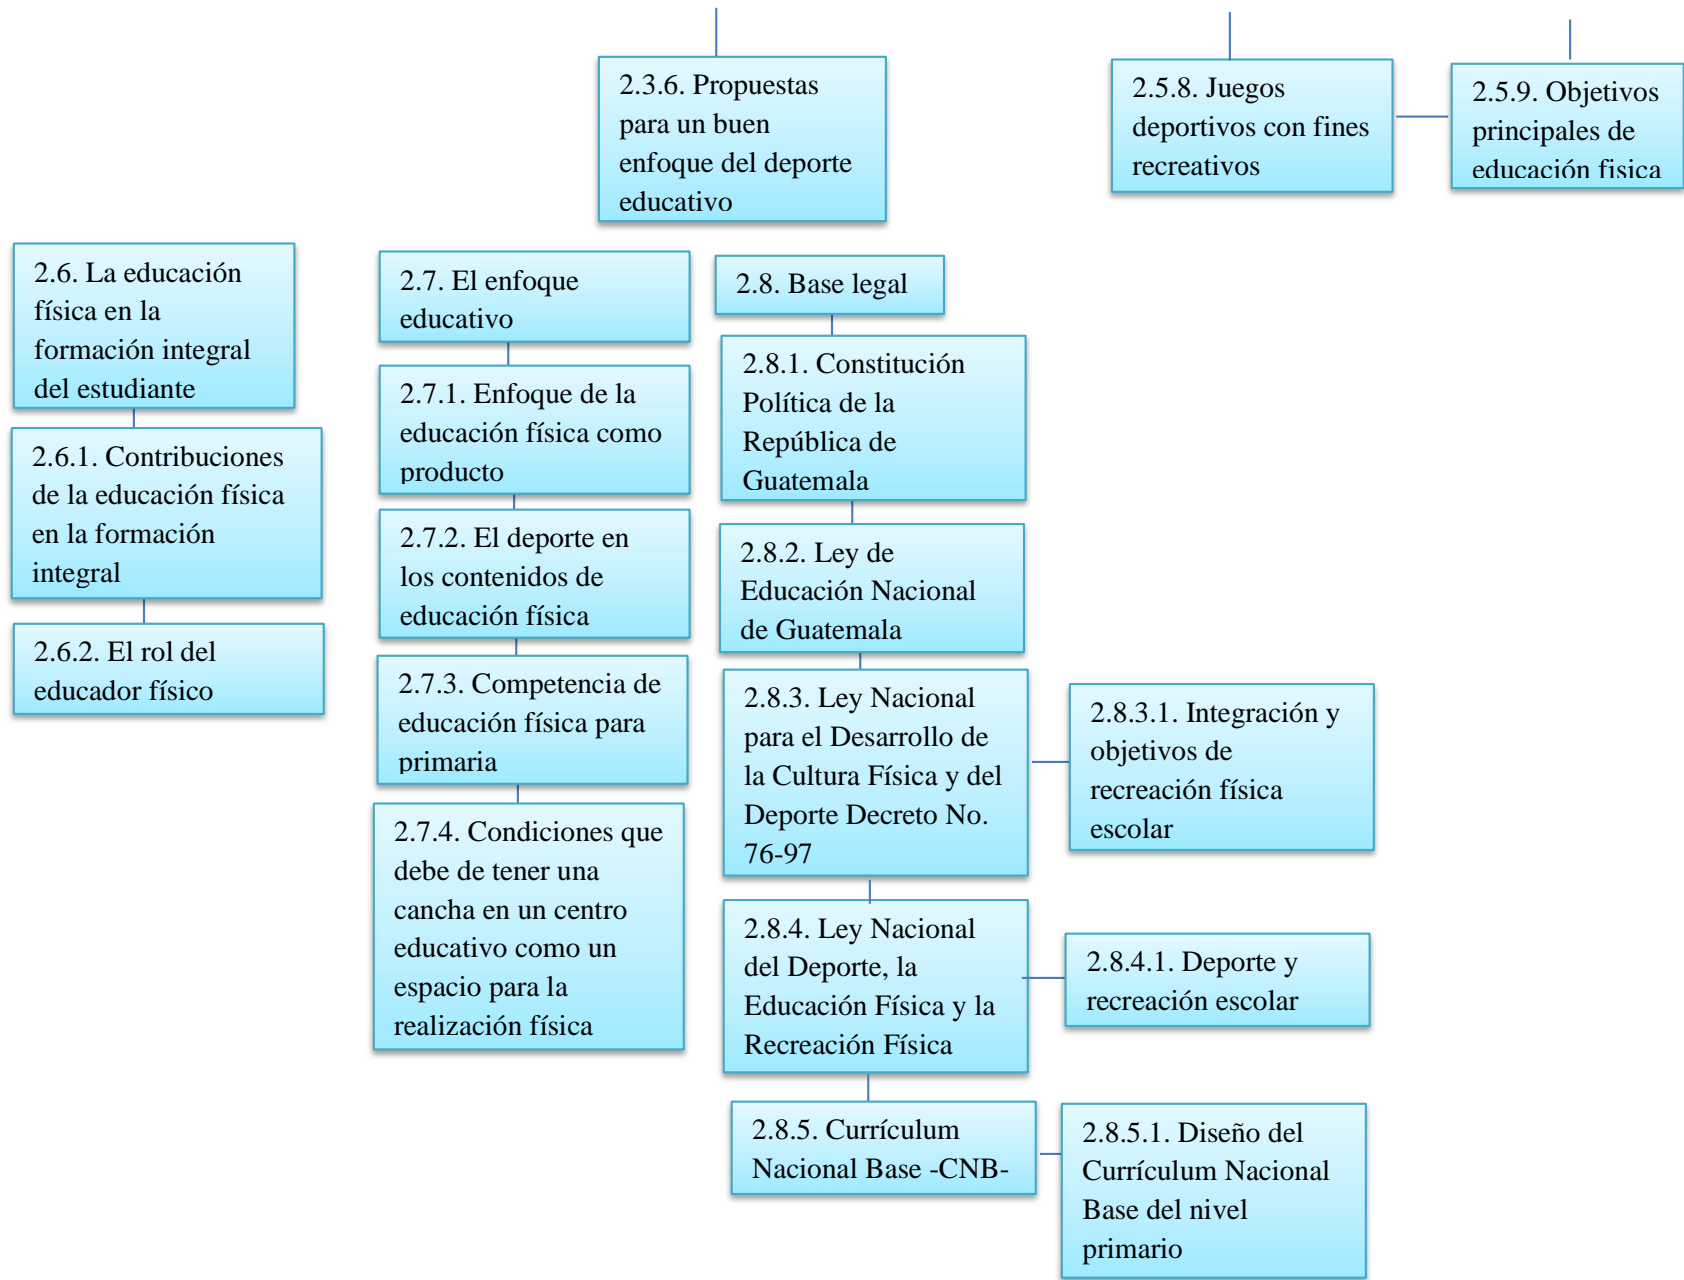 2.3.6. Propuestas
para un buen
enfoque del deporte
educativo
2.5.8. Juegos
deportivos con fines
recreativos
2.5.9. Objetivos
principales de
educación fisica
2.6. La educación
física en la
formación integral
del estudiante
2.6.1. Contribuciones
de la educación física
en la formación
integral
2.6.2. El rol del
educador físico
2.7. El enfoque
educativo
2.7.1. Enfoque de la
educación física como
producto
2.7.2. El deporte en
los contenidos de
educación física
2.7.3. Competencia de
educación física para
primaria
2.7.4. Condiciones que
debe de tener una
cancha en un centro
educativo como un
espacio para la
realización física
2.8. Base legal
2.8.1. Constitución
Política de la
República de
Guatemala
2.8.2. Ley de
Educación Nacional
de Guatemala
2.8.3. Ley Nacional
para el Desarrollo de
la Cultura Física y del
Deporte Decreto No.
76-97
2.8.3.1. Integración y
objetivos de
recreación física
escolar
2.8.4. Ley Nacional
del Deporte, la
Educación Física y la
Recreación Física
2.8.4.1. Deporte y
recreación escolar
2.8.5. Currículum
Nacional Base -CNB-
2.8.5.1. Diseño del
Currículum Nacional
Base del nivel
primario